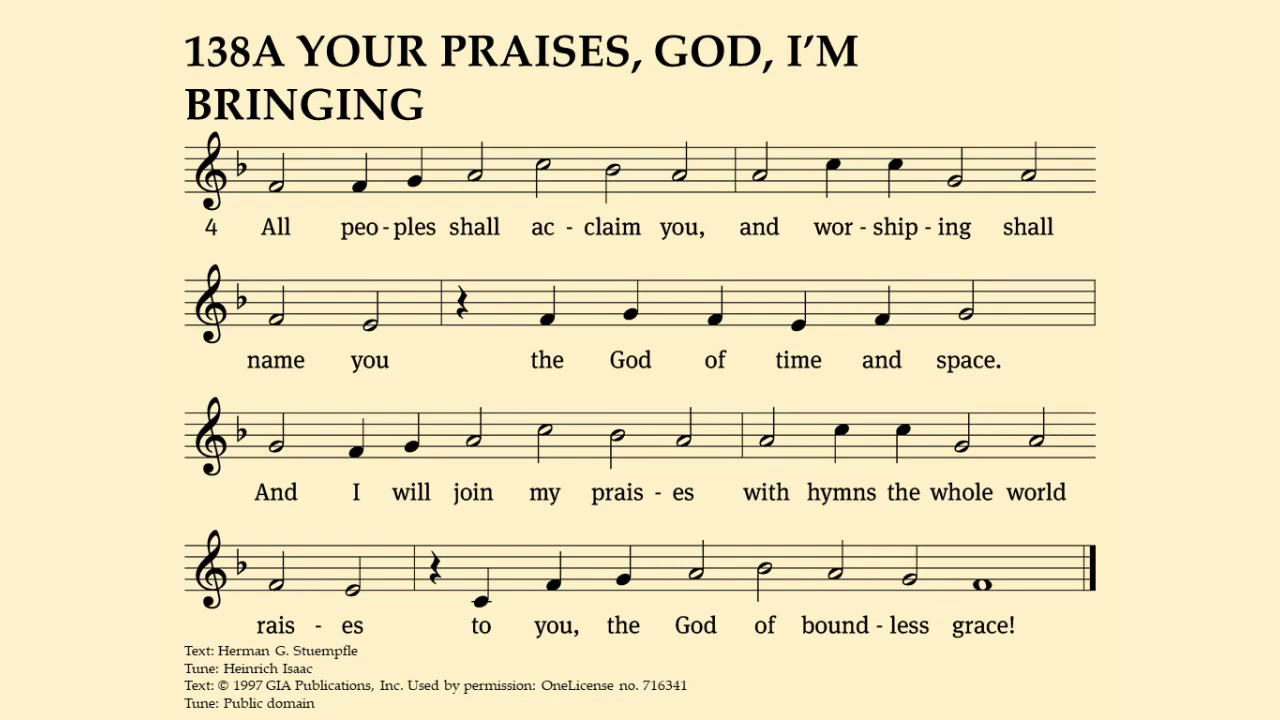 138A YOUR PRAISES, GOD, I’M
BRINGING
4 All peo - ples shall ac - claim you, and wor - ship - ing shall
name you the God of time and space.
And I will join my prais - es with hymns the whole world
rais - es to you, the God of bound - less grace!
Text: Herman G. Stuempfle
Tune: Heinrich Isaac
Text: © 1997 GIA Publications, Inc. Used by permission: OneLicense no. 716341
Tune: Public domain